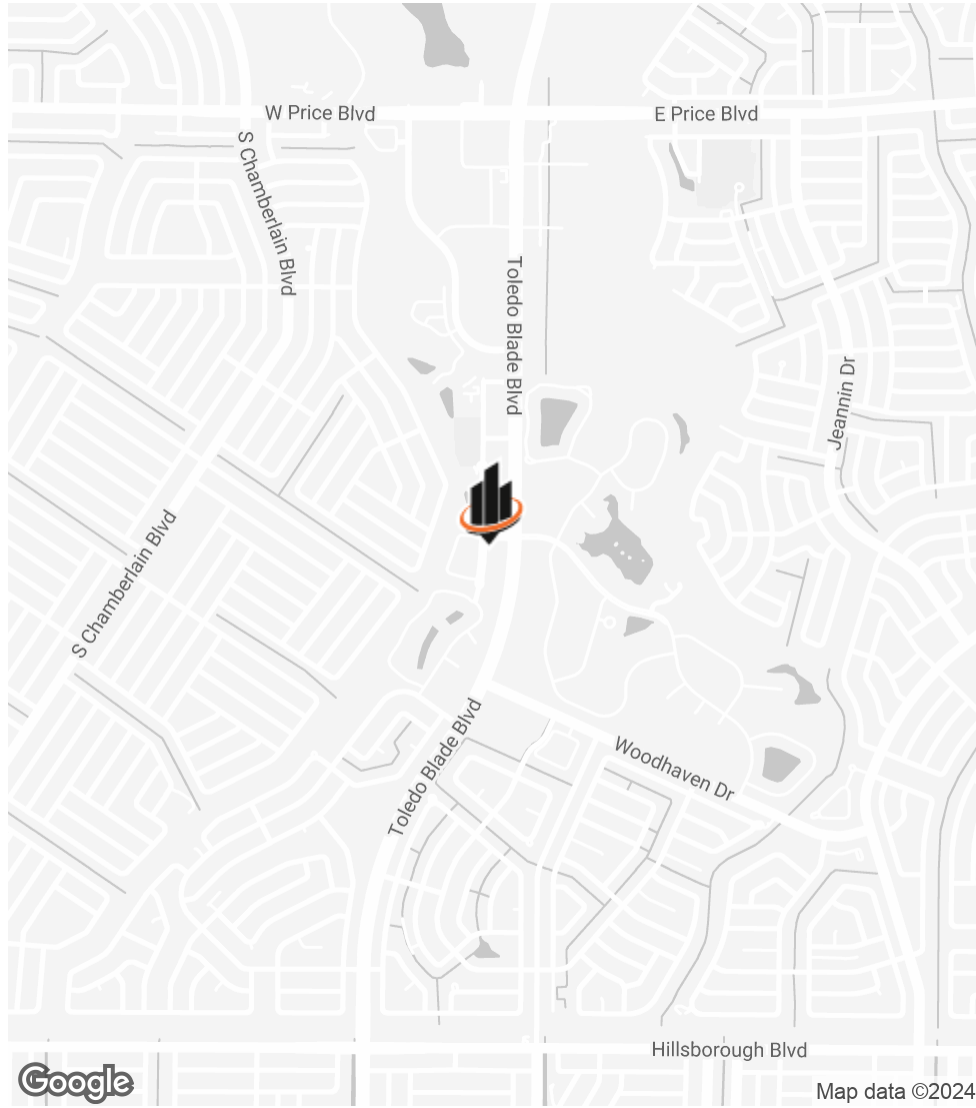 W Price Blvd
E Price Blvd
S Chamberlain Blvd
Toledo Blade Blvd
Jeannin Dr
S Chamberlain Blvd
Toledo Blade Blvd
Woodhaven Dr
Hillsborough Blvd
Google
Map data ©2024